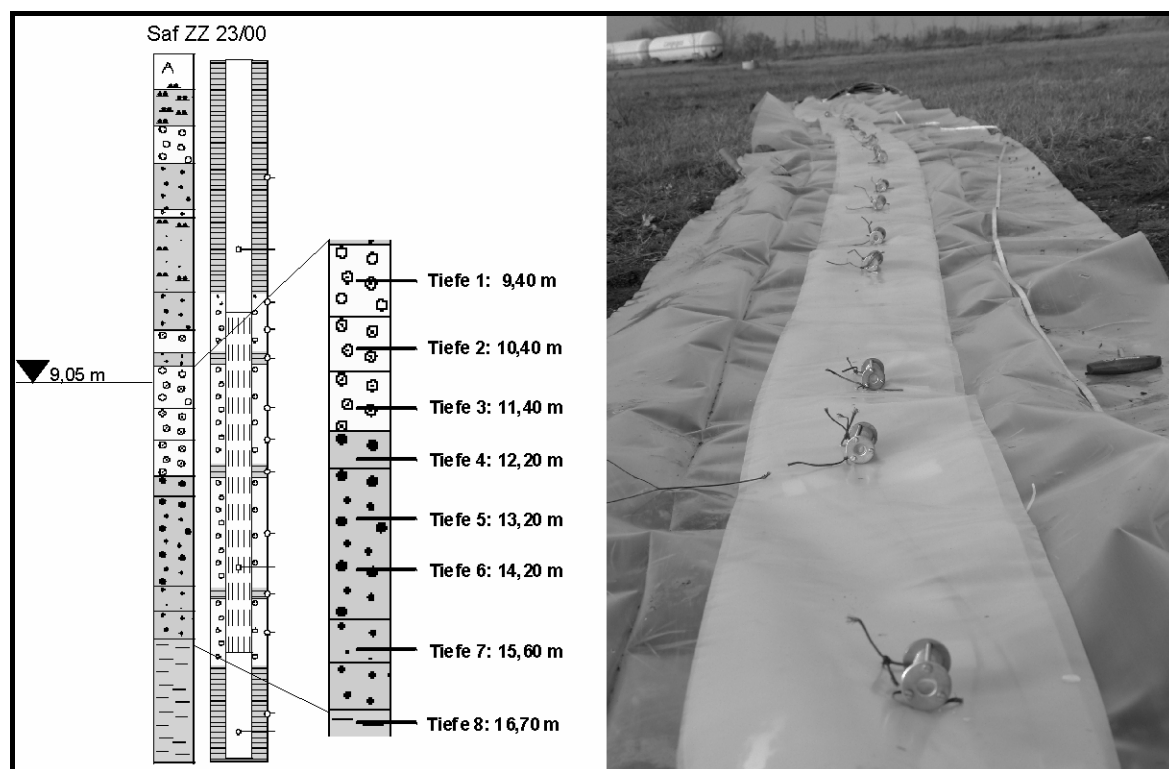 Saf ZZ 23/00
9,05 m
Tiefe 1: 9,40 m
Tiefe 2: 10,40 m
Tiefe 3: 11,40 m
Tiefe 4: 12,20 m
Tiefe 5: 13,20 m
Tiefe 6: 14,20 m
Tiefe 7: 15,60 m
Tiefe 8: 16,70 m